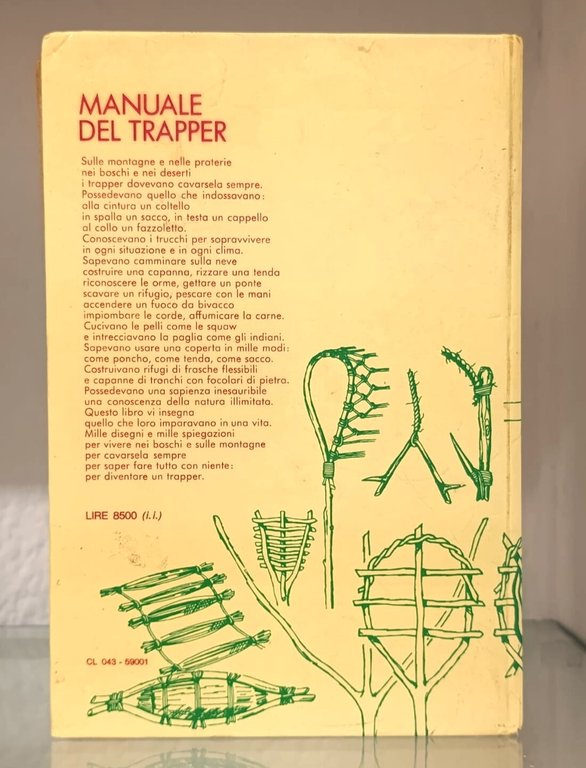 MANUALE
DEL TRAPPER
Sulle montagne e nelle praterie
nei boschi e nei deserti
i trapper dovevano cavarsela sempre.
Possedevano quello che indossavano:
alla cintura un coltello
in spalla un sacco, in testa un cappello
al collo un fazzoletto.
Conoscevano i trucchi per sopravvivere
in ogni situazione e in ogni clima.
Sapevano camminare sulla neve
costruire una capanna, rizzare una tenda
riconoscere le orme, gettare un ponte
scavare un rifugio, pescare con le mani
accendere un fuoco da bivacco
impiombare le corde, affumicare la carne.
Cucivano le pelli come le squaw
e intrecciavano la paglia come gli indiani.
Sapevano usare una coperta in mille modi:
come poncho, come tenda, come sacco.
Costruivano rifugi di frasche flessibili
e capanne di tronchi con focolari di pietra.
Possedevano una sapienza inesauribile
una conoscenza della natura illimitata.
Questo libro vi insegna
quello che loro imparavano in una vita.
Mille disegni e mille spiegazioni
per vivere nei boschi e sulle montagne
per cavarsela sempre
per saper fare tutto con niente:
per diventare un trapper.
LIRE 8500 (i.i.)
CL 043 - 59001